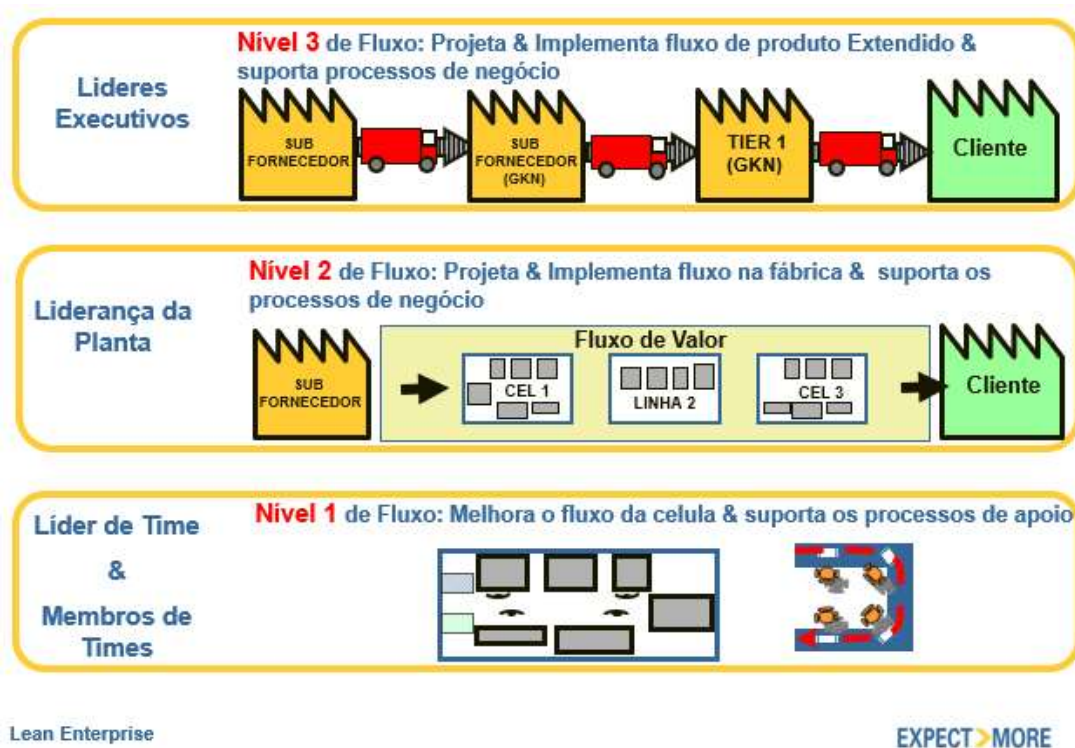 Nível 3 de Fluxo: Projeta & Implementa fluxo de produto Extendido &
suporta processos de negócio
Lideres
Executivos
SUB
FORNECEDOR
SUB
FORNECEDOR
(GKN)
TIER 1
(GKN)
Cliente
Nível 2 de Fluxo: Projeta & Implementa fluxo na fábrica & suporta os
processos de negócio
Liderança da
Planta
SUB
FORNECEDOR
Fluxo de Valor
CEL 1
LINHA 2
CEL 3
Cliente
Nível 1 de Fluxo: Melhora o fluxo da celula & suporta os processos de apoio
Líder de Time
&
Membros de
Times
Lean Enterprise
EXPECT>MORE